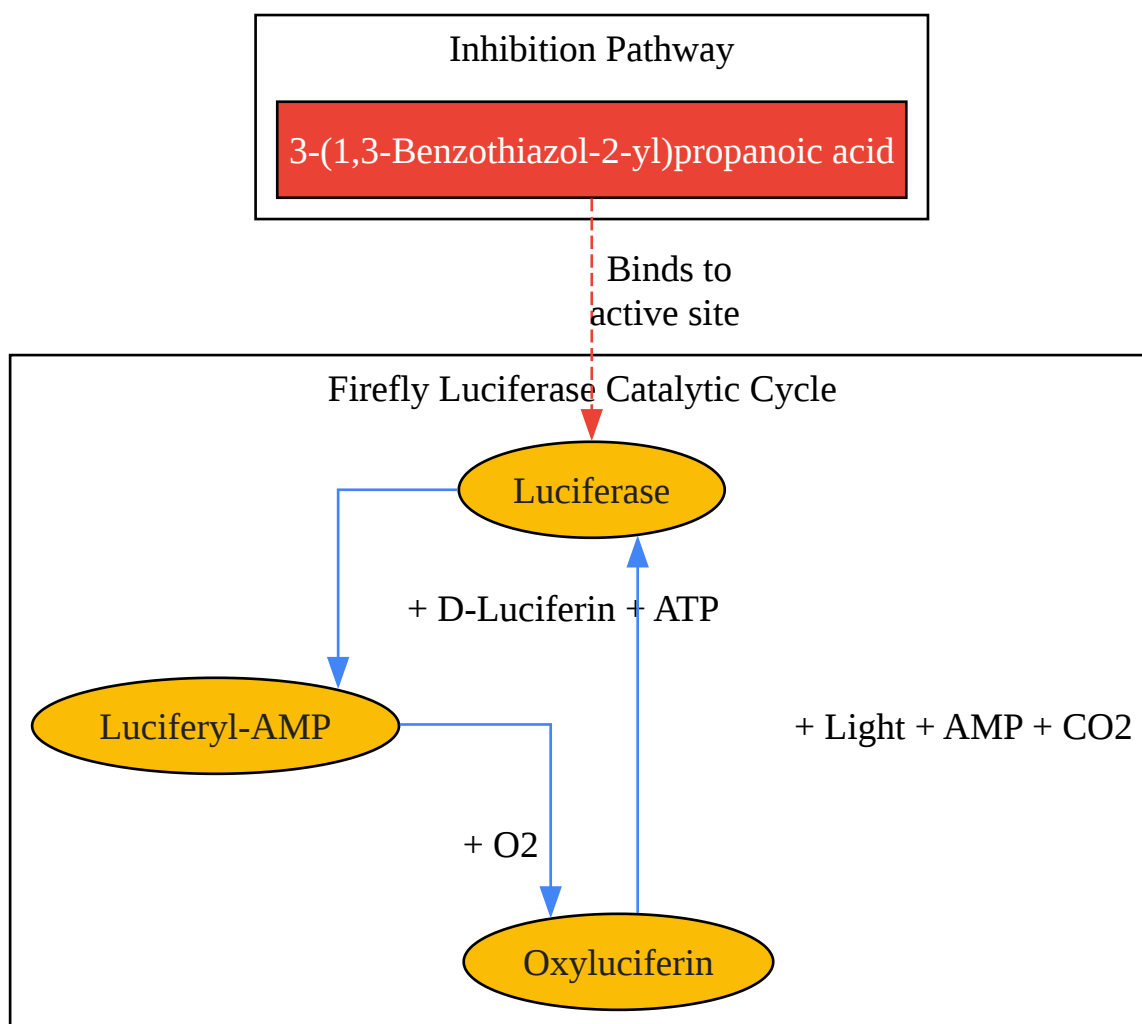 Inhibition Pathway
3-(1,3-Benzothiazol-2-yl)propanoic acid
Binds to
active site
Firefly Luciferase Catalytic Cycle
Luciferase
+ D-Luciferin + ATP
Luciferyl-AMP
+ Light + AMP + CO2
+ O2
Oxyluciferin